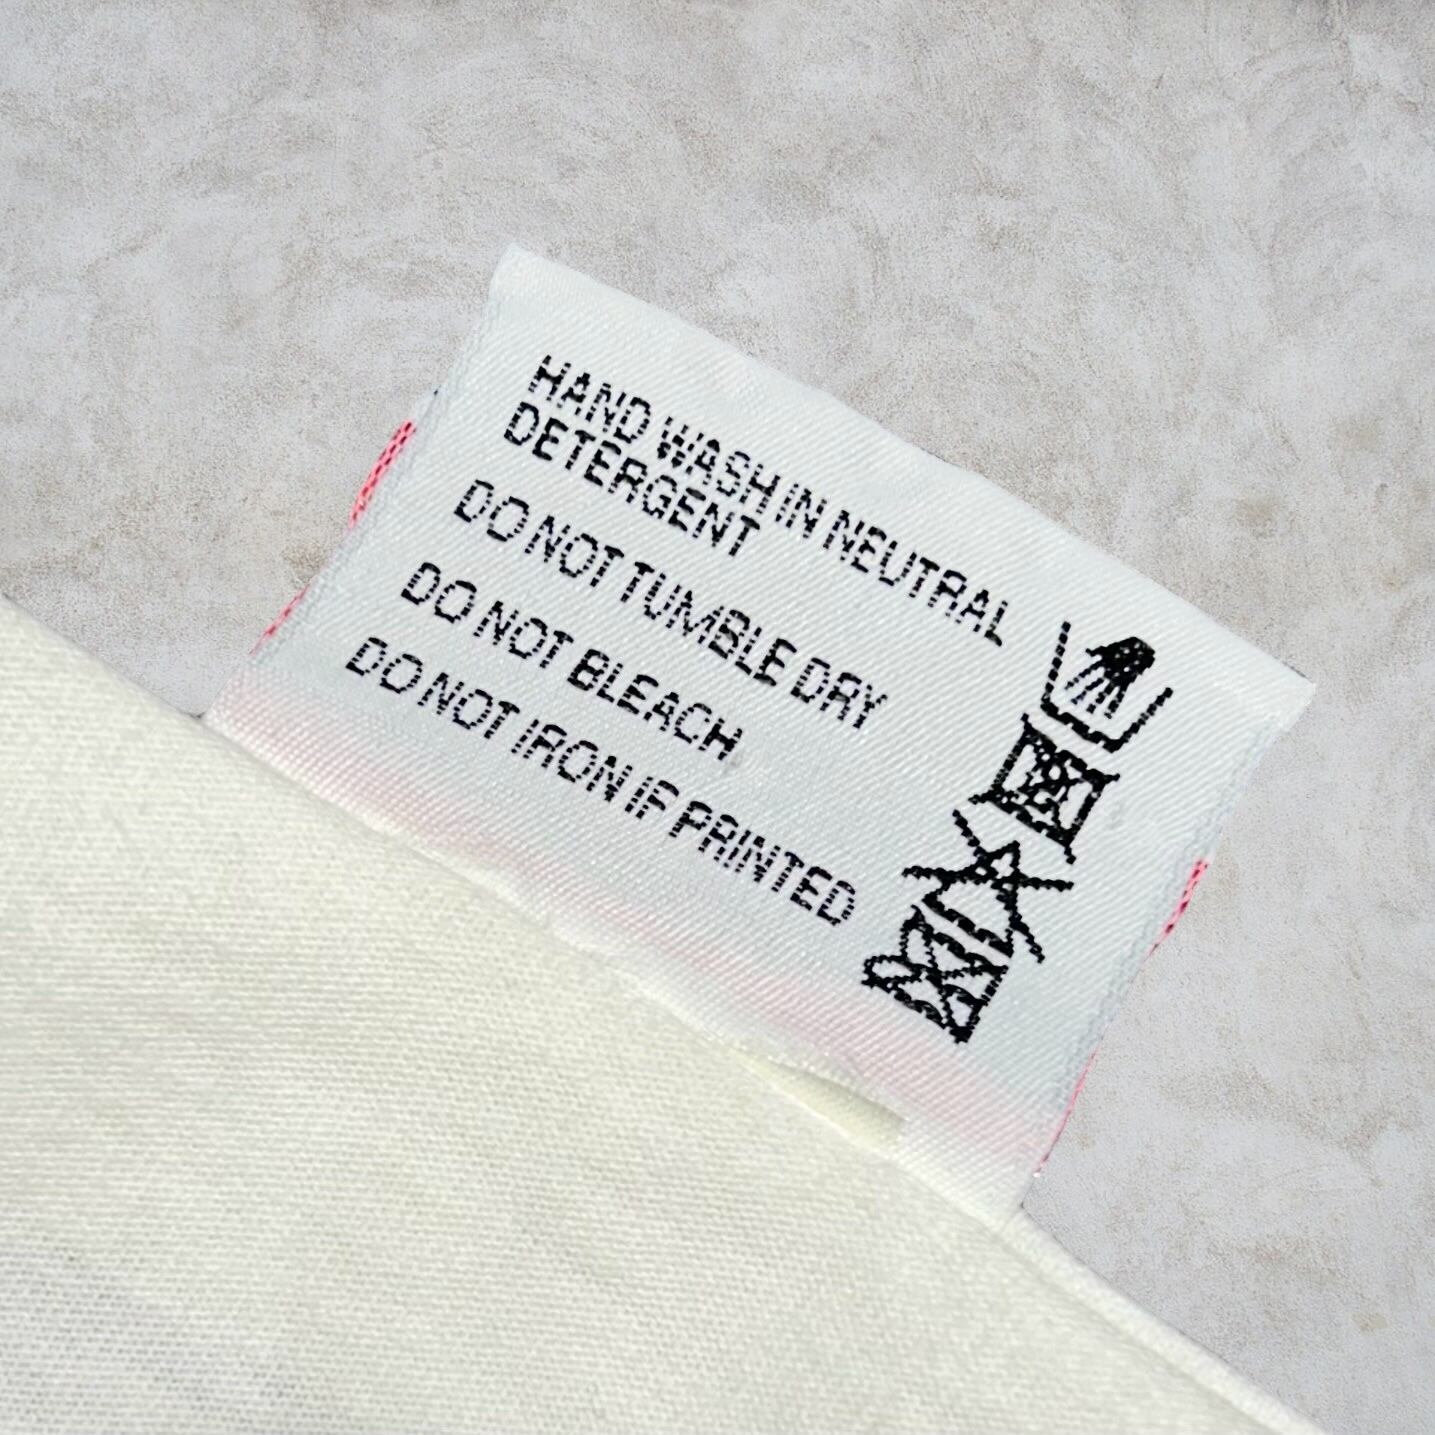 HAND WASH IN NEUTRAL
DETERGENT
DO NOT TUMBLE DRY
DO NOT BLEACH
DO NOT IRON IF PRINTED